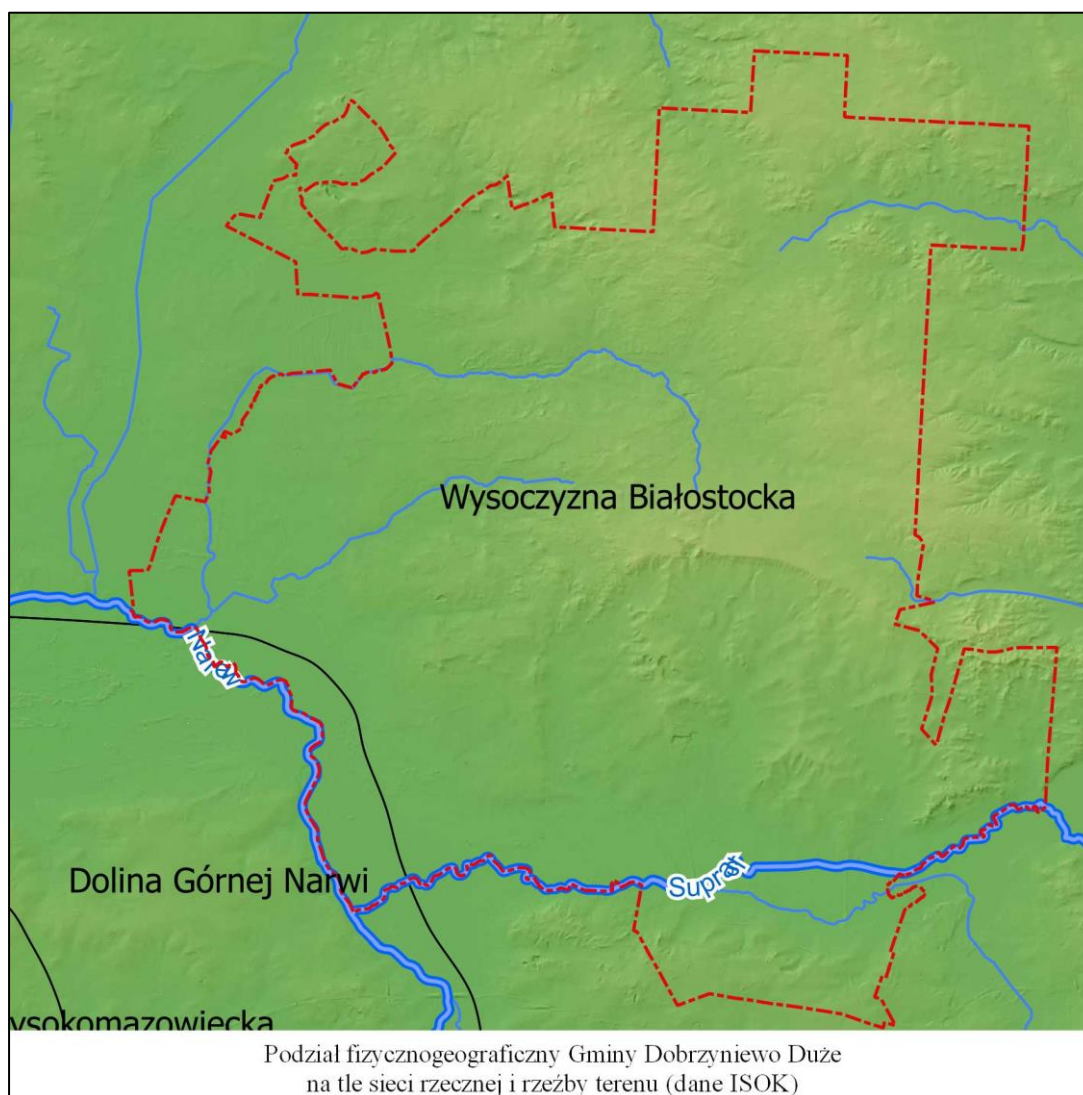 Wysoczyzna Białostocka
Narew
Dolina Górnej Narwi
Supraśl
ysokomazowiecka
Podział fizycznogeograficzny Gminy Dobrzyniewo Duże
na tle sieci rzecznej i rzeźby terenu (dane ISOK)